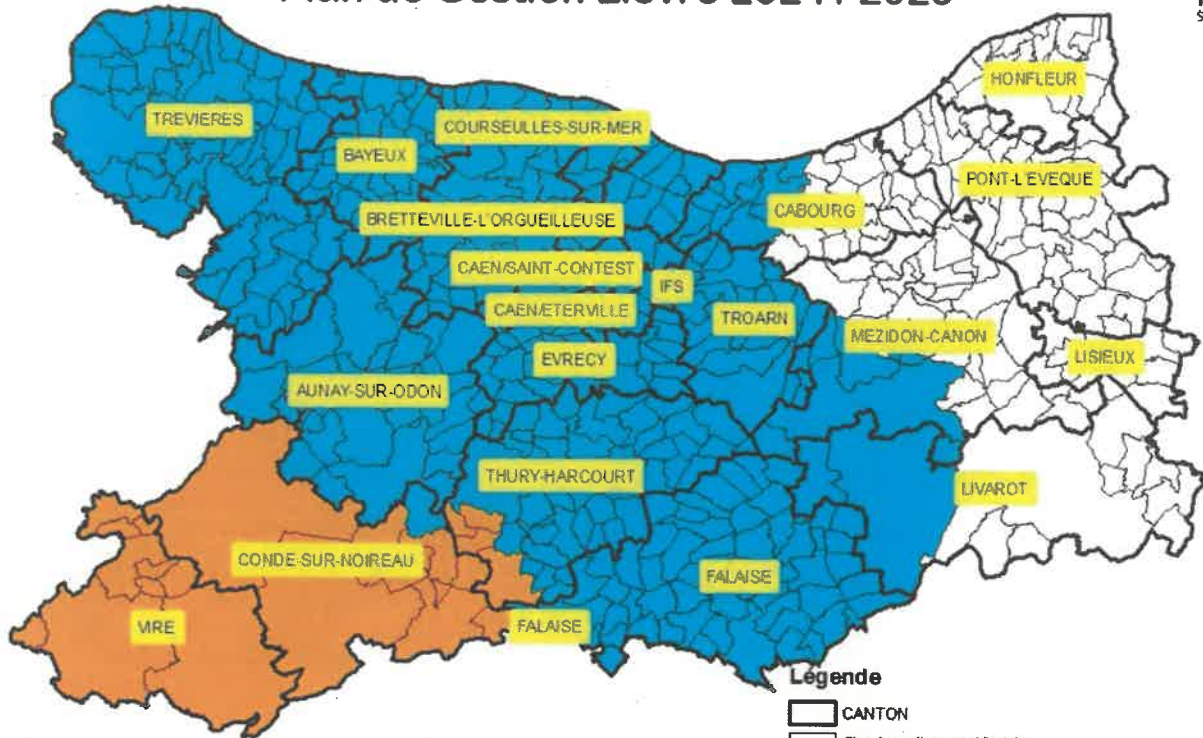 HONFLEUR
TREVIERES
COURSEULLES-SUR-MER
BAYEUX
PONT-L'EVEQUE
CABOURG
BRETTEVILLE-L'ORGUEILLEUSE
CAEN/SAINT-CONTEST
IFS
CAEN/ETERVILLE
TROARN
MEZIDON-CANON
LISIEUX
EVRECY
AUNAY-SUR-ODON
THURY-HARCOURT
LIVAROT
CONDE-SUR-NOIREAU
FALAISE
VIRE
FALAISE
Légende
CANTON